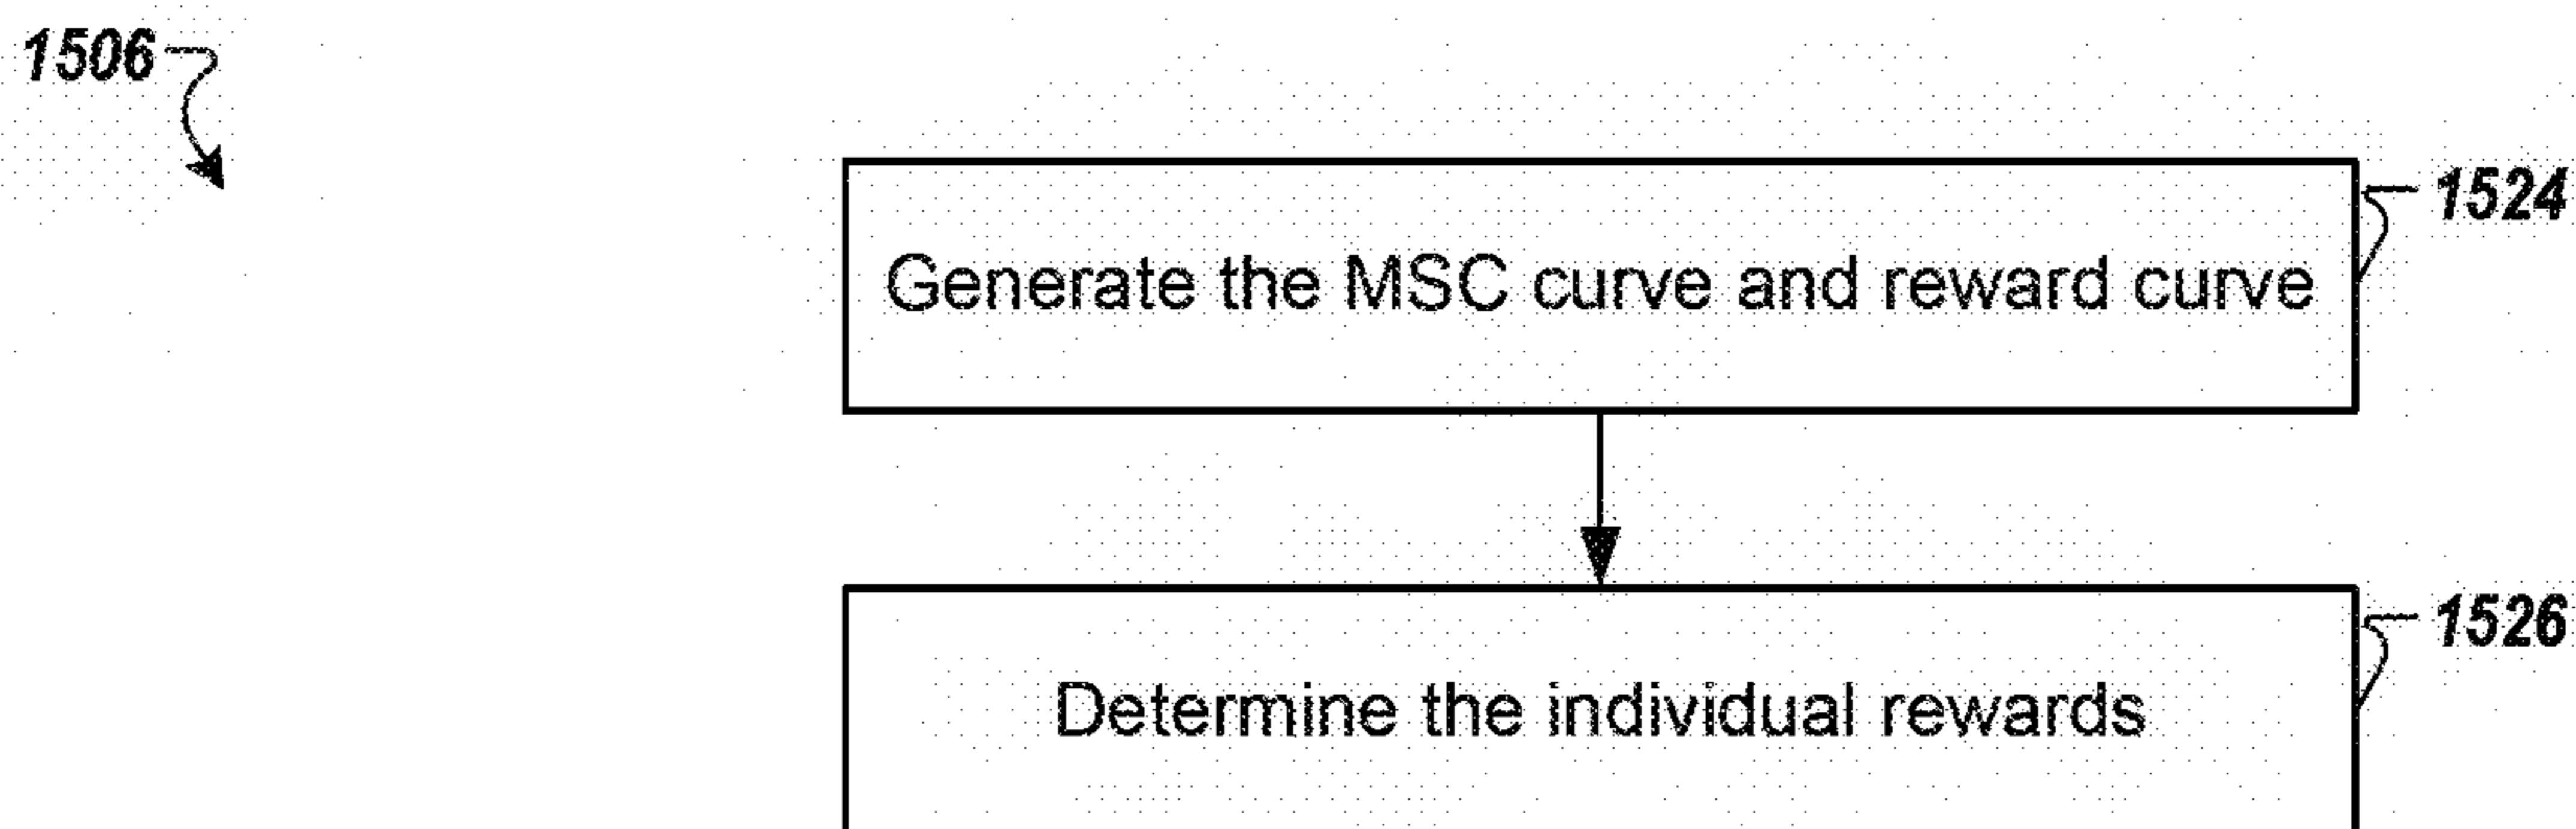 1506
1524
Generate the MSC curve and reward curve
1526
Determine the individual rewards